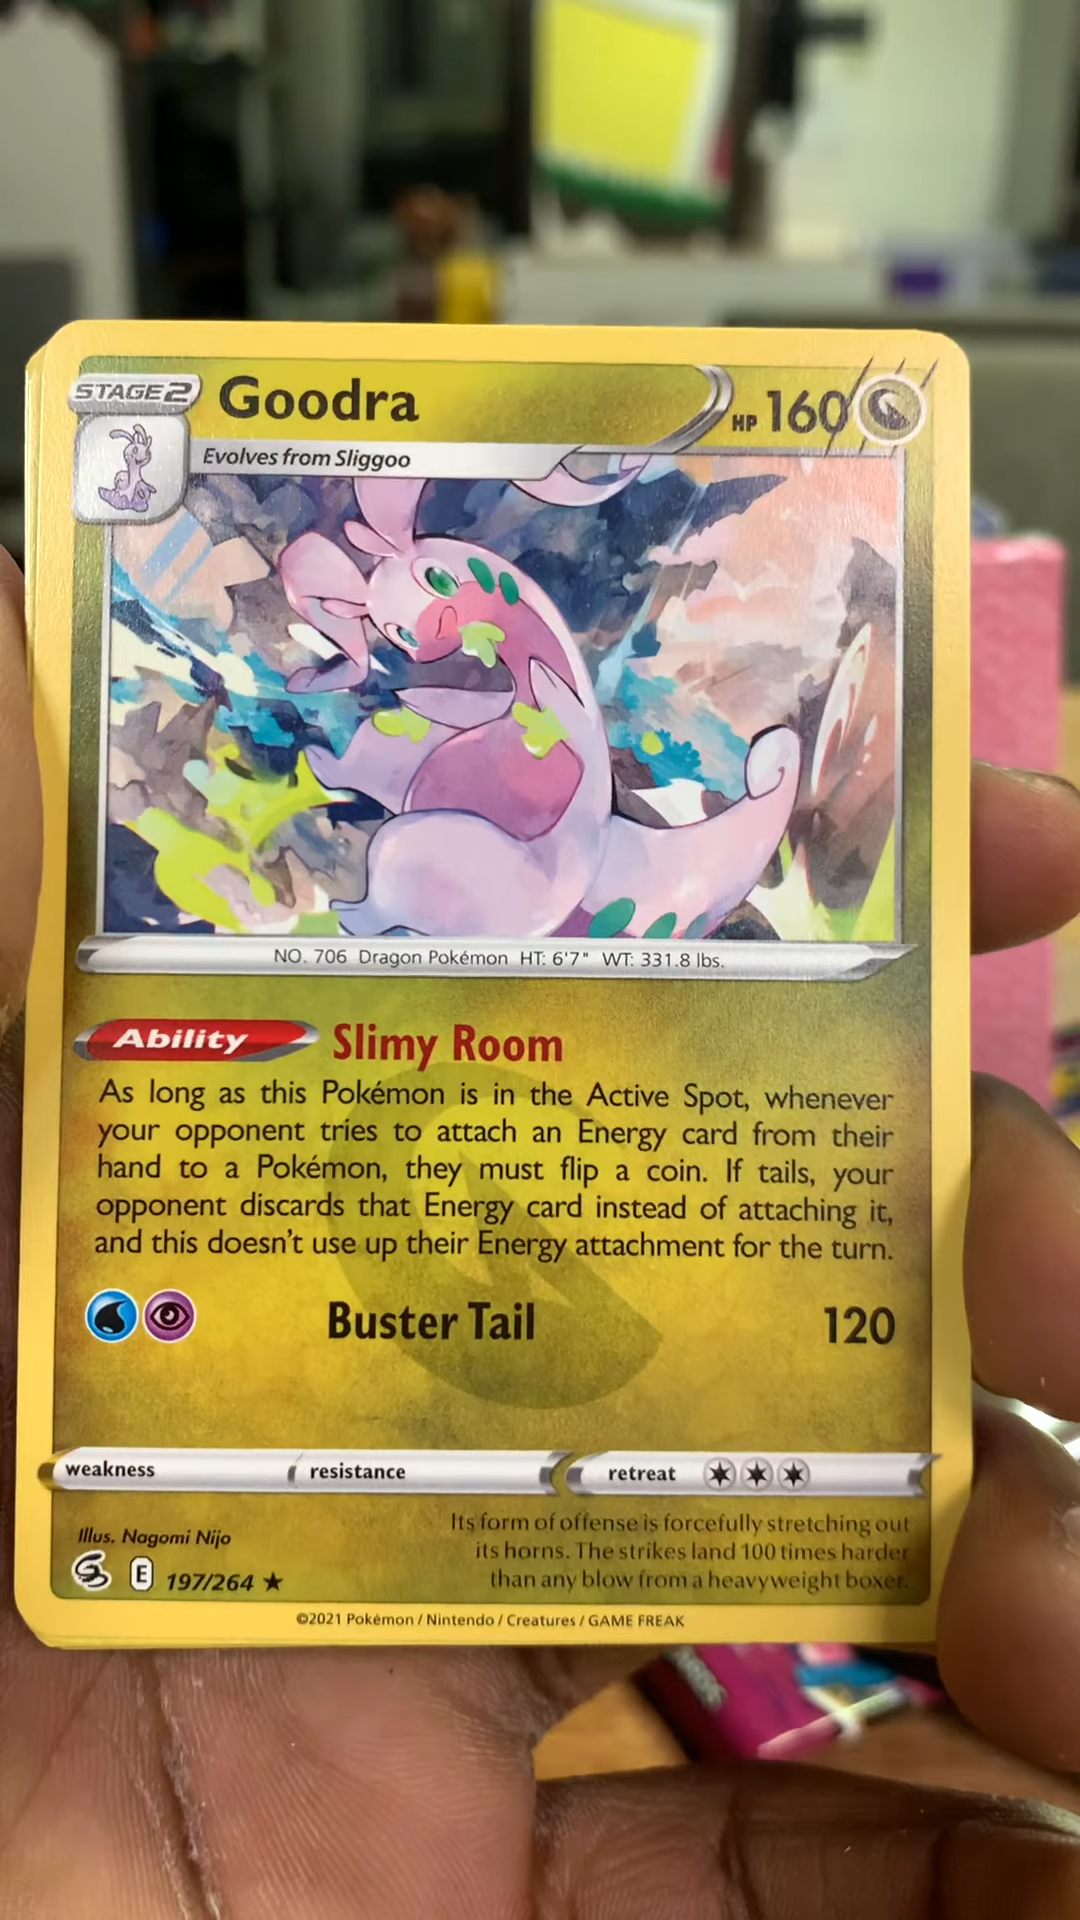 STAGE 2
Goodra
HP 160
Evolves from Sliggoo
NO. 706 Dragon Pokémon HT: 6'7" WT: 331.8 lbs.
Ability Slimy Room
As long as this Pokémon is in the Active Spot, whenever
your opponent tries to attach an Energy card from their
hand to a Pokémon, they must flip a coin. If tails, your
opponent discards that Energy card instead of attaching it,
and this doesn't use up their Energy attachment for the turn.
Buster Tail 120
weakness resistance retreat
Illus. Nagomi Nijo
E 197/264 ★
Its form of offense is forcefully stretching out
its horns. The strikes land 100 times harder
than any blow from a heavyweight boxer.
©2021 Pokémon / Nintendo / Creatures / GAME FREAK